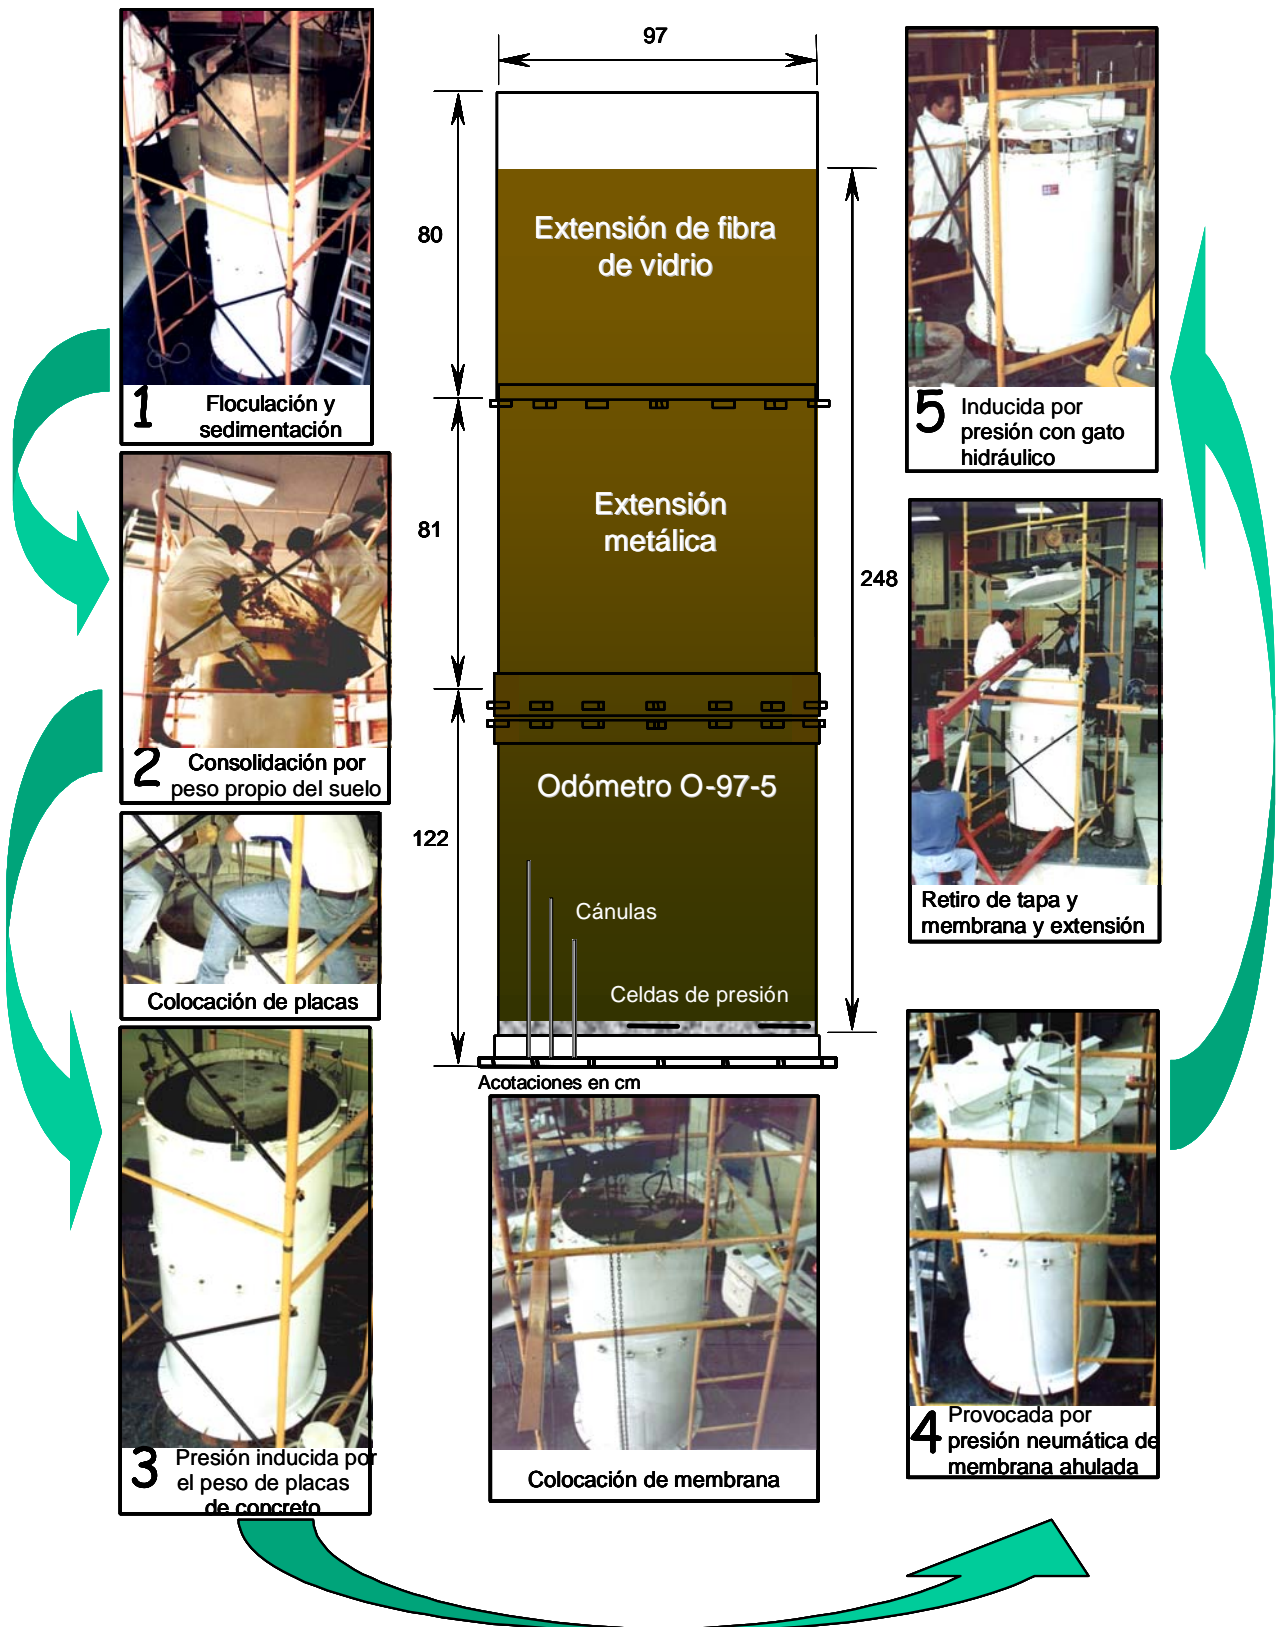 97
80
81
122
248
Extensión de fibra
de vidrio
Extensión
metálica
Odómetro O-97-5
Cánulas
Celdas de presión
Acotaciones en cm
1 Floculación y
sedimentación
2 Consolidación por
peso propio del suelo
Colocación de placas
3 Presión inducida por
el peso de placas
de concreto
Colocación de membrana
4 Provocada por
presión neumática de
membrana ahulada
Retiro de tapa y
membrana y extensión
5 Inducida por
presión con gato
hidráulico